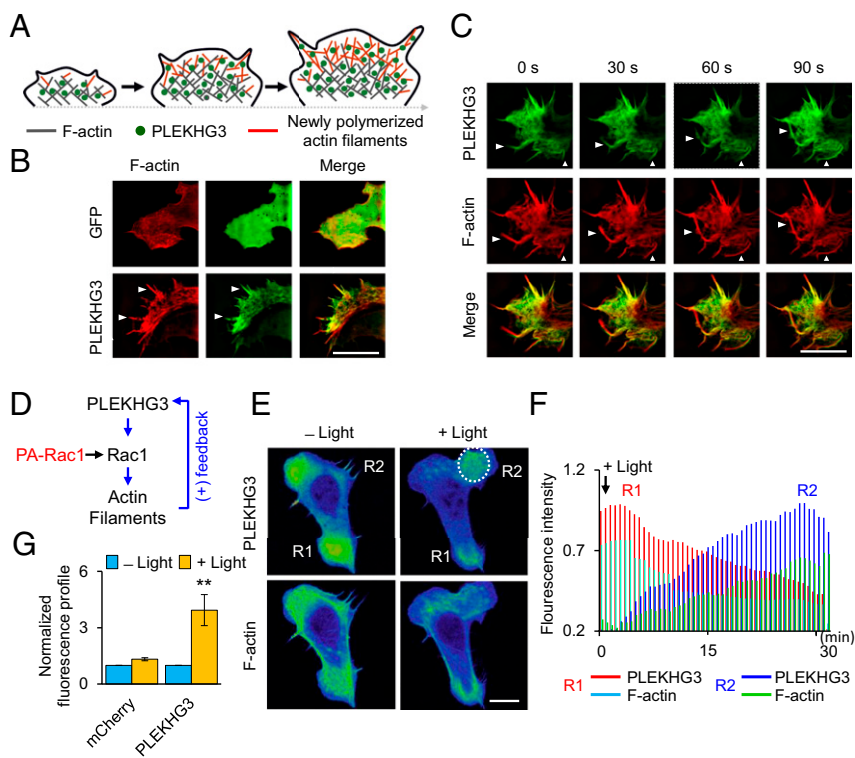 A
F-actin
PLEKHG3
Newly polymerized
actin filaments
B
F-actin
Merge
GFP
PLEKHG3
C
0 s
30 s
60 s
90 s
PLEKHG3
F-actin
Merge
D
PLEKHG3
PA-Rac1
Rac1
Actin
Filaments
(+) feedback
E
– Light
+ Light
PLEKHG3
R2
R2
R1
R1
F-actin
F
+ Light
R1
R2
Flourescence intensity
1.2
0.7
0.2
0
15
30
(min)
R1
PLEKHG3
F-actin
R2
PLEKHG3
F-actin
G
– Light
+ Light
**
Normalized
fluorescence profile
6
3
0
mCherry
PLEKHG3